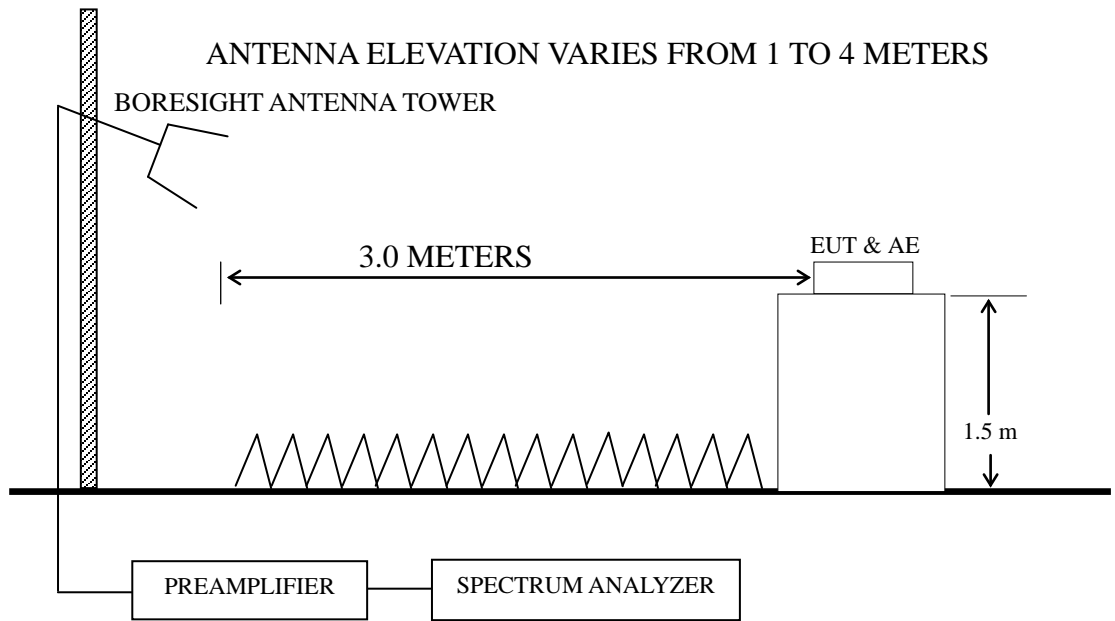 ANTENNA ELEVATION VARIES FROM 1 TO 4 METERS
BORESIGHT ANTENNA TOWER
EUT & AE
3.0 METERS
1.5 m
PREAMPLIFIER
SPECTRUM ANALYZER